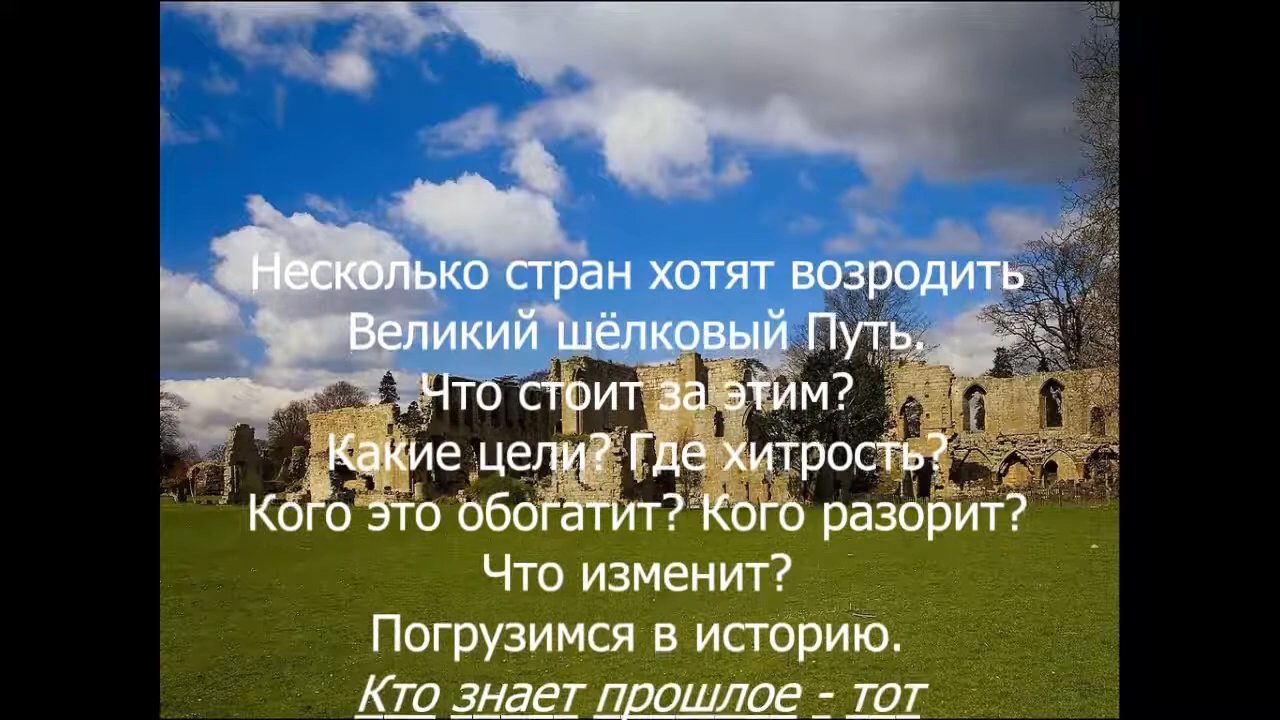 Несколько стран хотят возродить
Великий шёлковый Путь.
Что стоит за этим?
Какие цели? Где хитрость?
Кого это обогатит? Кого разорит?
Что изменит?
Погрузимся в историю.
Кто знает прошлое - тот